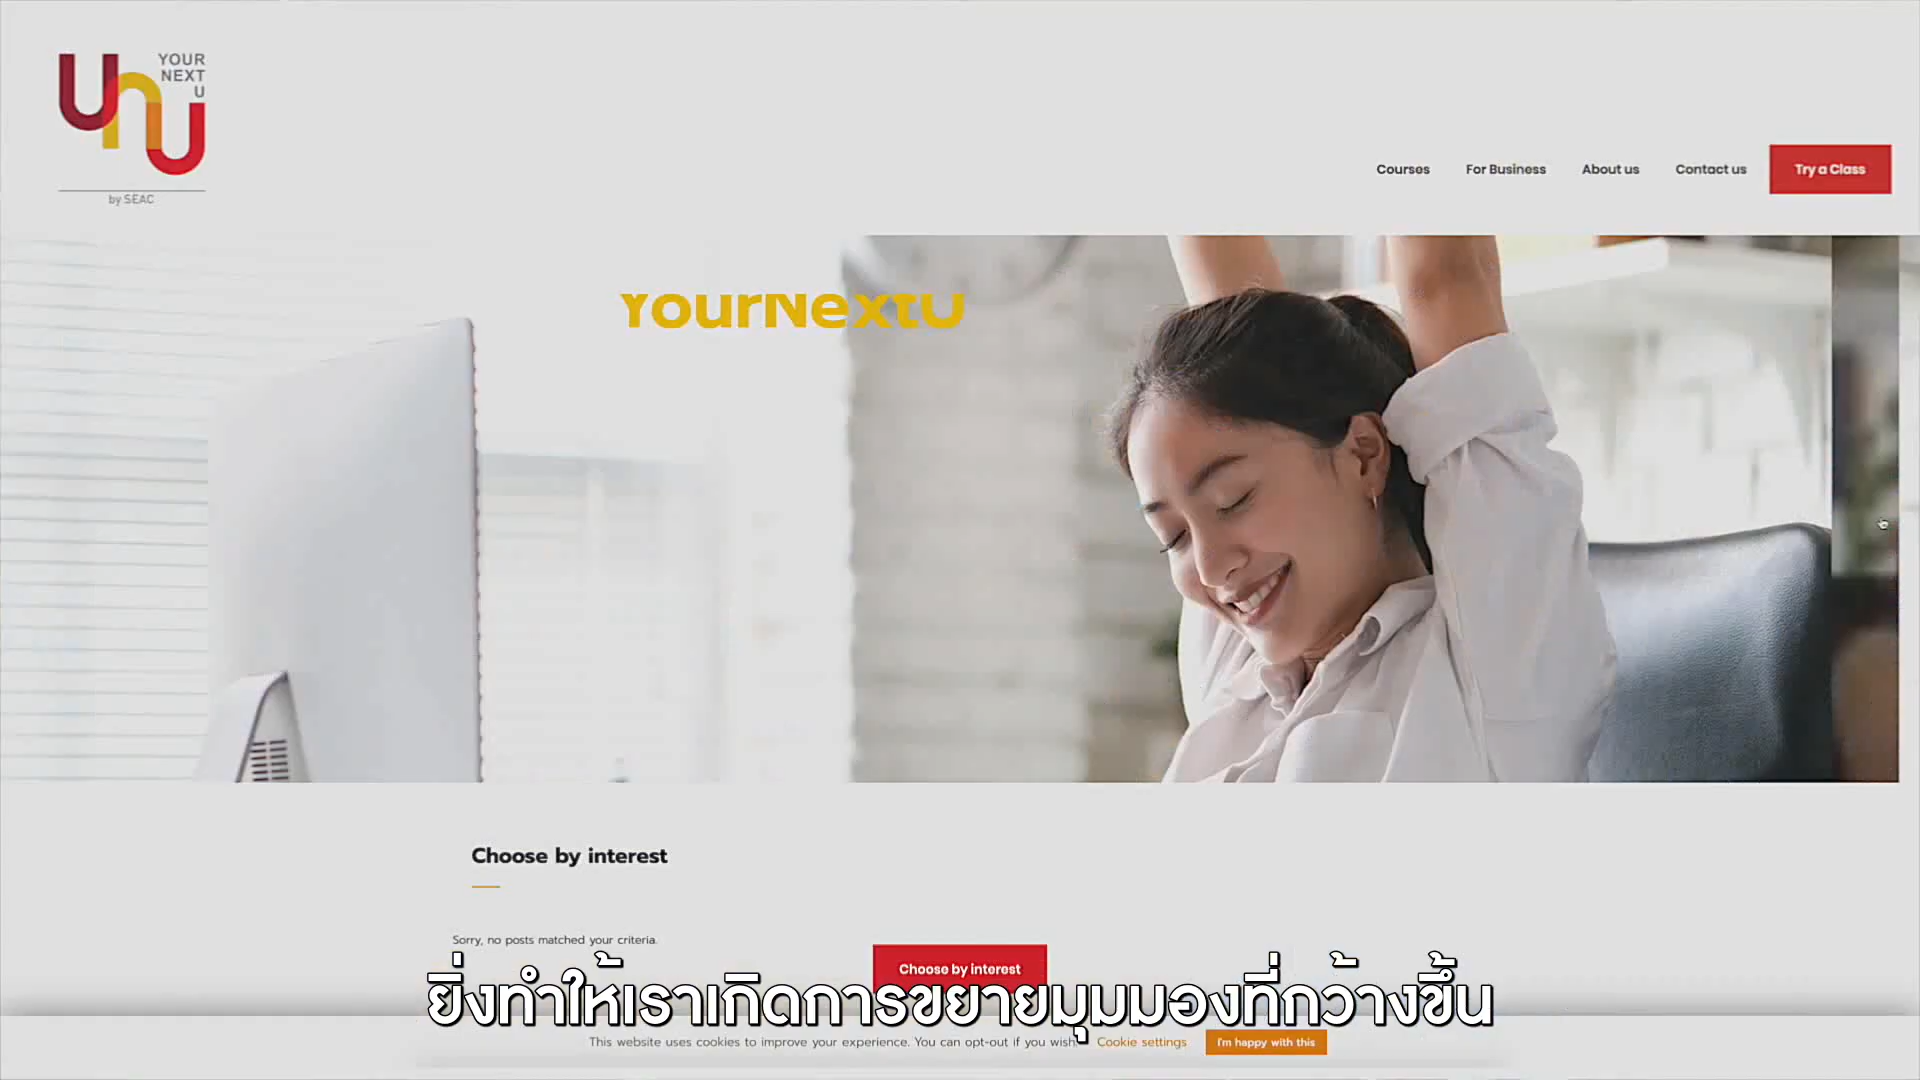 YOUR
NEXT
U
unu
by SEAC
Courses
For Business
About us
Contact us
Try a Class
YourNextU
Choose by interest
Sorry, no posts matched your criteria.
Choose by interest
ยิ่งทำให้เราเกิดการขยายมุมมองที่กว้างขึ้น
This website uses cookies to improve your experience. You can opt-out if you wish.
Cookie settings
I'm happy with this